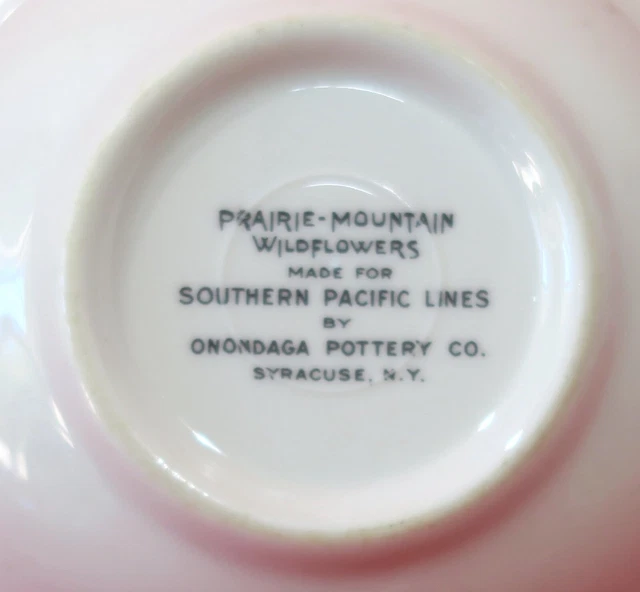 PRAIRIE-MOUNTAIN
WILDFLOWERS
MADE FOR
SOUTHERN PACIFIC LINES
BY
ONONDAGA POTTERY CO.
SYRACUSE, N.Y.